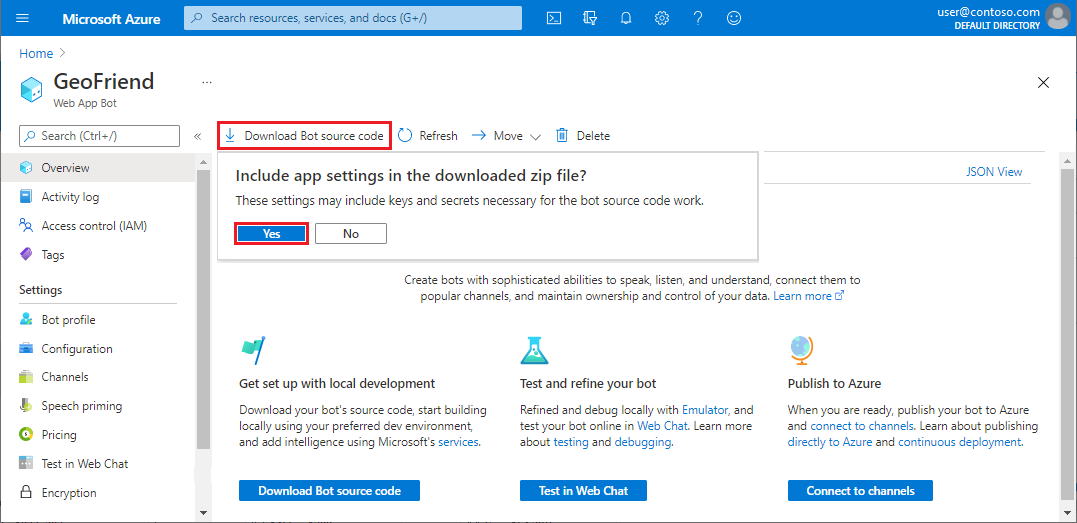 Microsoft Azure
Search resources, services, and docs (G+/)
user@contoso.com
DEFAULT DIRECTORY
Home
GeoFriend
...
Web App Bot
Search (Ctrl+/)
«
Download Bot source code
Refresh
Move
Delete
Overview
Activity log
Access control (IAM)
Tags
Settings
Bot profile
Configuration
Channels
Speech priming
Pricing
Test in Web Chat
Encryption
Include app settings in the downloaded zip file?
These settings may include keys and secrets necessary for the bot source code work.
Yes
No
JSON View
Create bots with sophisticated abilities to speak, listen, and understand, connect them to
popular channels, and maintain ownership and control of your data. Learn more
Get set up with local development
Download your bot's source code, start building
locally using your preferred dev environment,
and add intelligence using Microsoft's services.
Download Bot source code
Test and refine your bot
Refined and debug locally with Emulator, and
test your bot online in Web Chat. Learn more
about testing and debugging.
Test in Web Chat
Publish to Azure
When you are ready, publish your bot to Azure
and connect to channels. Learn about publishing
directly to Azure and continuous deployment.
Connect to channels